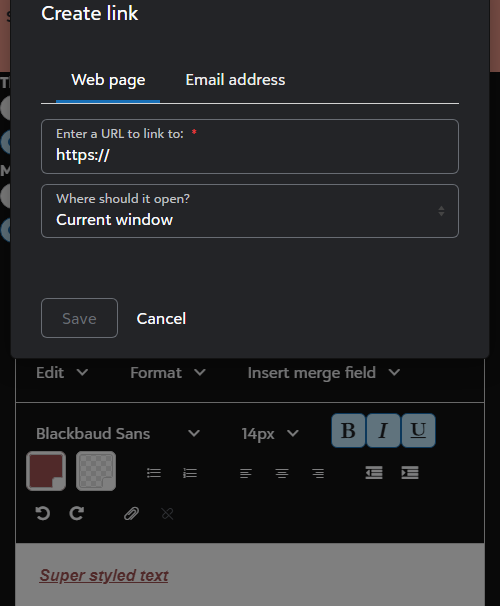 Create link
Web page Email address
Enter a URL to link to: *
https://
Where should it open?
Current window
Save Cancel
Edit Format Insert merge field
Blackbaud Sans 14px B I U
Super styled text